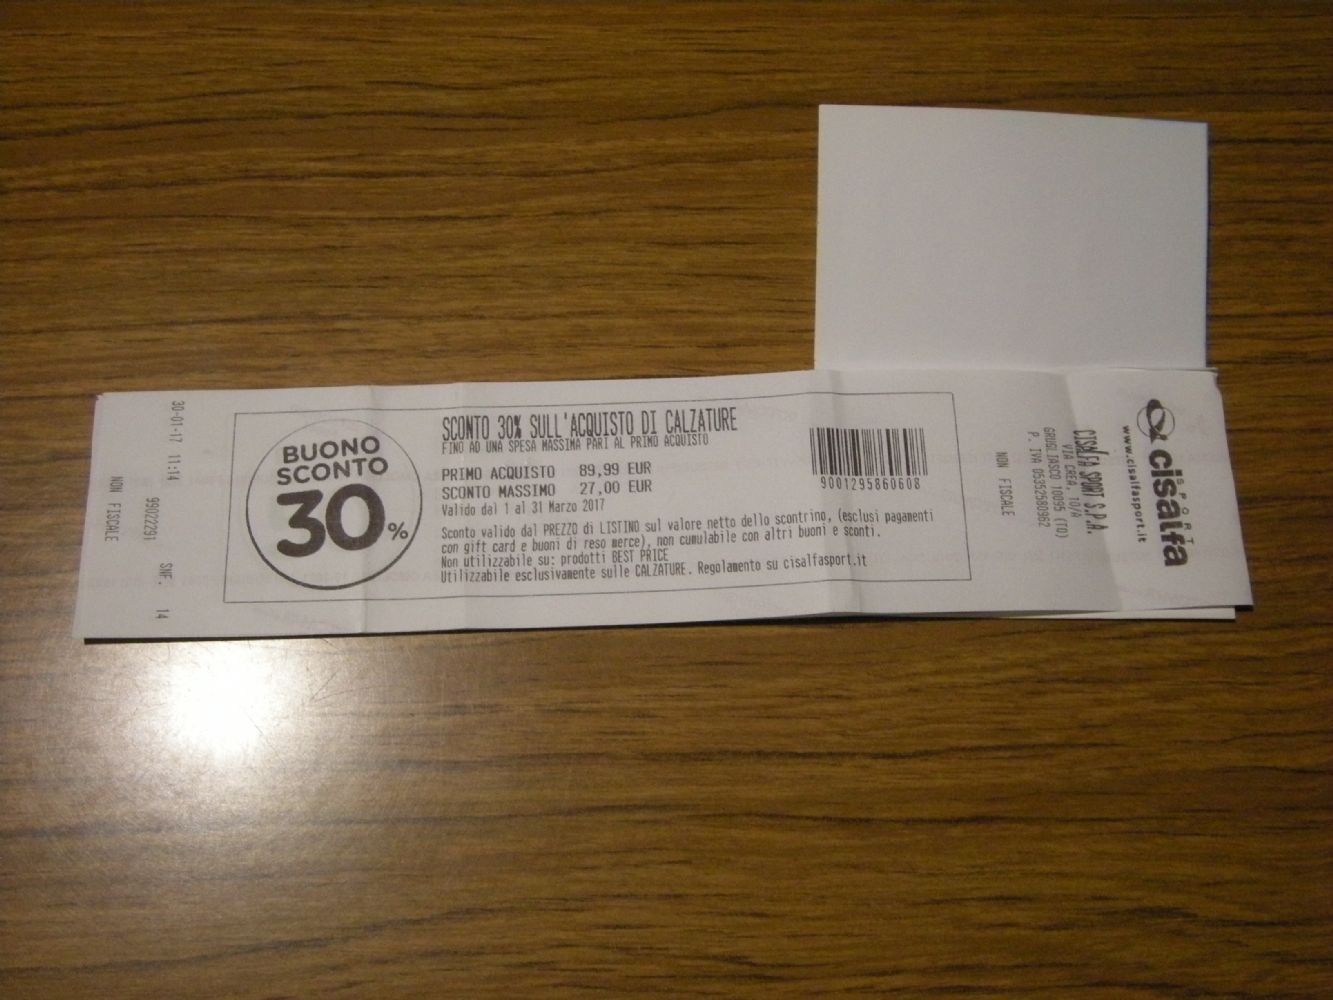 BUONO
SCONTO
30%
SCONTO 30% SULL'ACQUISTO DI CALZATURE
FINO AD UNA SPESA MASSIMA PARI AL PRIMO ACQUISTO
PRIMO ACQUISTO 89,99 EUR
SCONTO MASSIMO 27,00 EUR
Valido dal 1 al 31 Marzo 2017
Sconto valido dal PREZZO di LISTINO sul valore netto dello scontrino, (esclusi pagamenti
con gift card e buoni di reso merce), non cumulabile con altri buoni e sconti.
Non utilizzabile su: prodotti BEST PRICE
Utilizzabile esclusivamente sulle CALZATURE. Regolamento su cisalfasport.it
9001295860608
cisalfa
SPORT
www.cisalfasport.it
CISALFA SPORT S.P.A.
VIA CREA, 10/A
GRUGLIASCO 10095 (TO)
P. IVA 05352580962
NON FISCALE
30-01-17 11:14
99022291 SNF. 14
NON FISCALE